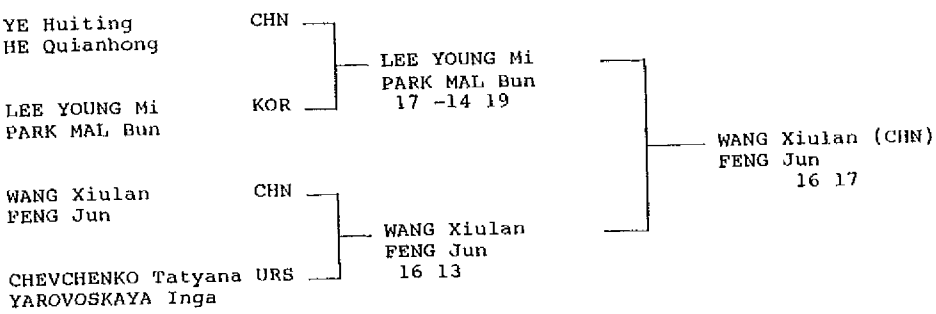 YE Huiting CHN
HE Quianhong
LEE YOUNG Mi
PARK MAL Bun
17 -14 19
LEE YOUNG Mi KOR
PARK MAL Bun
WANG Xiulan (CHN)
FENG Jun
16 17
WANG Xiulan CHN
FENG Jun
WANG Xiulan
FENG Jun
16 13
CHEVCHENKO Tatyana URS
YAROVOSKAYA Inga